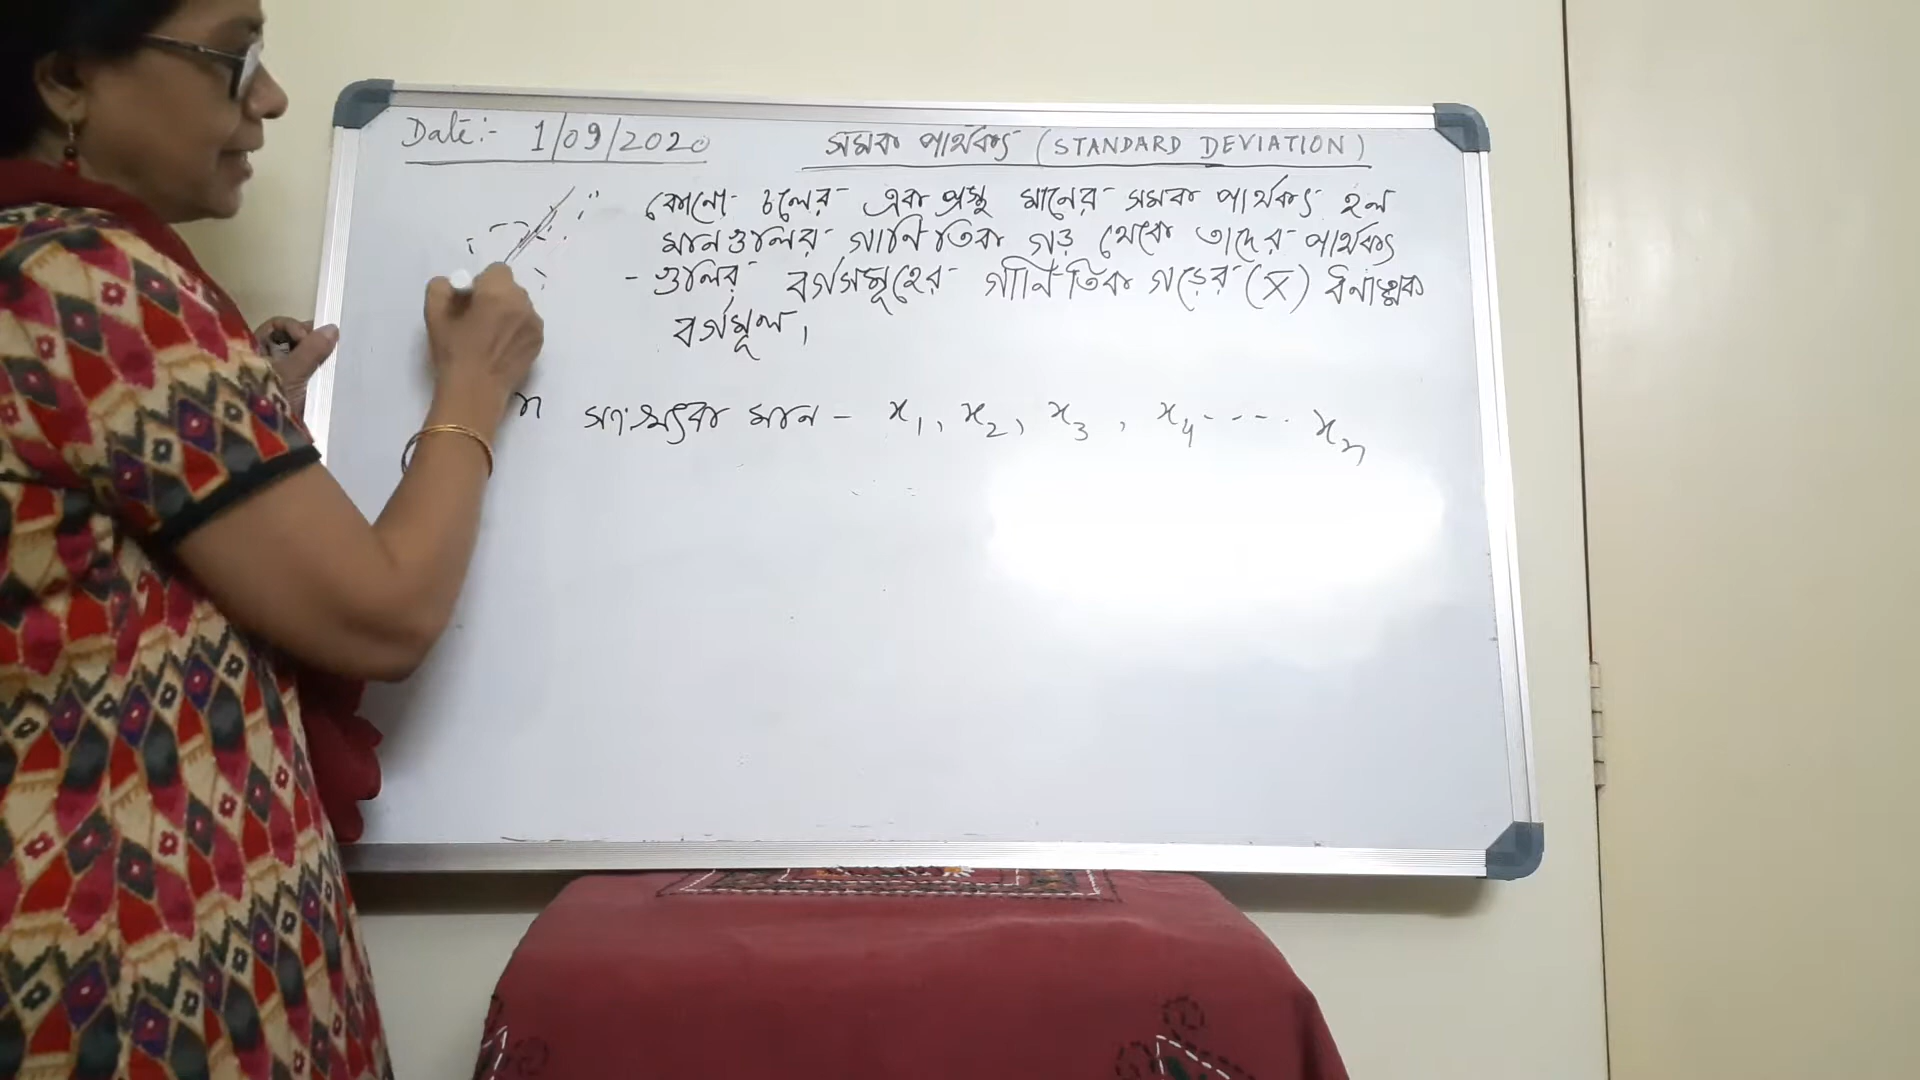 Date:- 1/09/2020 সমক পার্থক্য (STANDARD DEVIATION)
কোনো চলের এক প্রস্থ মানের সমক পার্থক্য হল
মানগুলির গাণিতিক গড় থেকে তাদের পার্থক্য
- গুলির বর্গসমূহের গাণিতিক গড়ের (x̄) ধনাত্মক
বর্গমূল।
n সংখ্যক মান - x₁, x₂, x₃, x₄ ---- xₙ